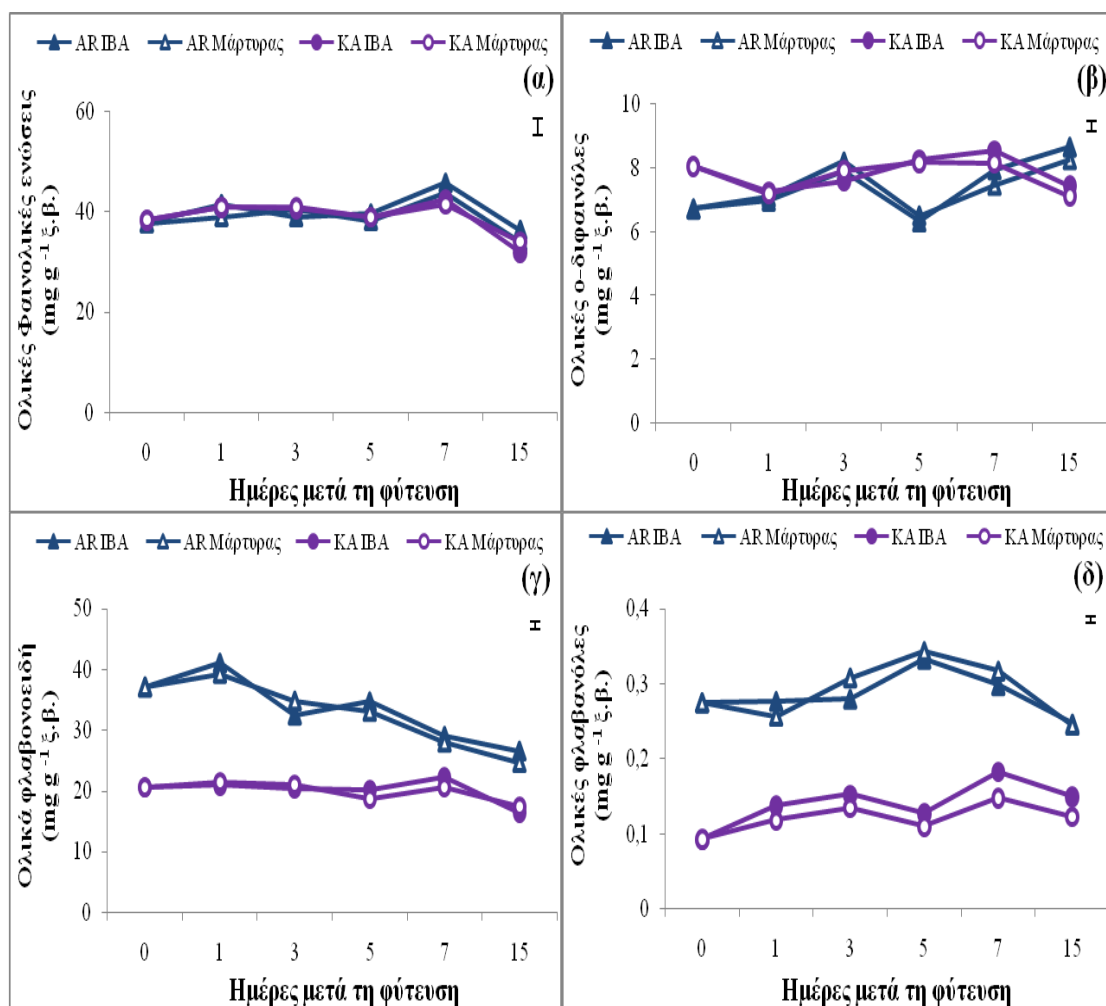 AR IBA AR Μάρτυρας KA IBA KA Μάρτυρας
(α)
Ολικές Φαινολικές ενώσεις
(mg g⁻¹ ξ.β.)
60
40
20
0
0 1 3 5 7 15
Ημέρες μετά τη φύτευση
AR IBA AR Μάρτυρας KA IBA KA Μάρτυρας
(β)
Ολικές ο-διφαινόλες
(mg g⁻¹ ξ.β.)
10
8
6
4
2
0
0 1 3 5 7 15
Ημέρες μετά τη φύτευση
AR IBA AR Μάρτυρας KA IBA KA Μάρτυρας
(γ)
Ολικά φλαβονοειδή
(mg g⁻¹ ξ.β.)
50
40
30
20
10
0
0 1 3 5 7 15
Ημέρες μετά τη φύτευση
AR IBA AR Μάρτυρας KA IBA KA Μάρτυρας
(δ)
Ολικές φλαβανόλες
(mg g⁻¹ ξ.β.)
0,4
0,3
0,2
0,1
0
0 1 3 5 7 15
Ημέρες μετά τη φύτευση